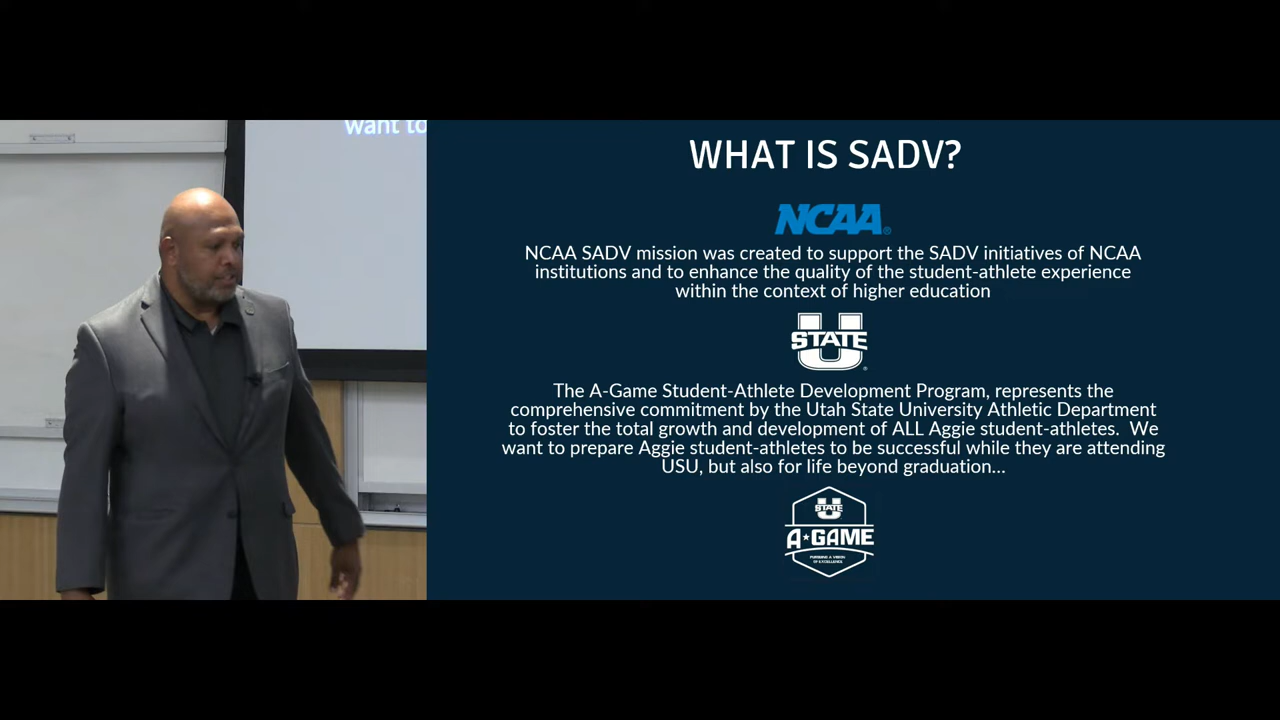 want to
WHAT IS SADV?
NCAA®
NCAA SADV mission was created to support the SADV initiatives of NCAA
institutions and to enhance the quality of the student-athlete experience
within the context of higher education
U
STATE
®
The A-Game Student-Athlete Development Program, represents the
comprehensive commitment by the Utah State University Athletic Department
to foster the total growth and development of ALL Aggie student-athletes.  We
want to prepare Aggie student-athletes to be successful while they are attending
USU, but also for life beyond graduation...
U
STATE
A★GAME
PURSUING A VISION
OF EXCELLENCE